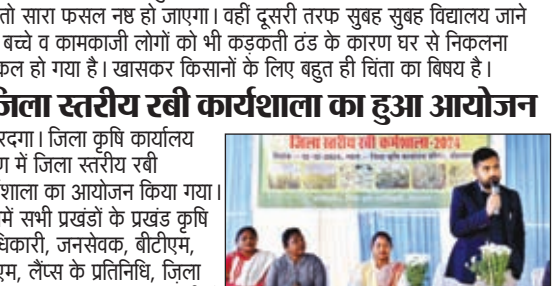 तो सारा फसल नष्ट हो जाएगा। वहीं दूसरी तरफ सुबह सुबह विद्यालय जाने
बच्चे व कामकाजी लोगों को भी कड़कती ठंड के कारण घर से निकलना
कल हो गया है। खासकर किसानों के लिए बहुत ही चिंता का बिषय है।
जिला स्तरीय रबी कार्यशाला का हुआ आयोजन
रदगा। जिला कृषि कार्यालय
ण में जिला स्तरीय रबी
र्यशाला का आयोजन किया गया।
में सभी प्रखंडों के प्रखंड कृषि
धिकारी, जनसेवक, बीटीएम,
एम, लैंप्स के प्रतिनिधि, जिला
जिला स्तरीय रबी कर्मशाला-2024